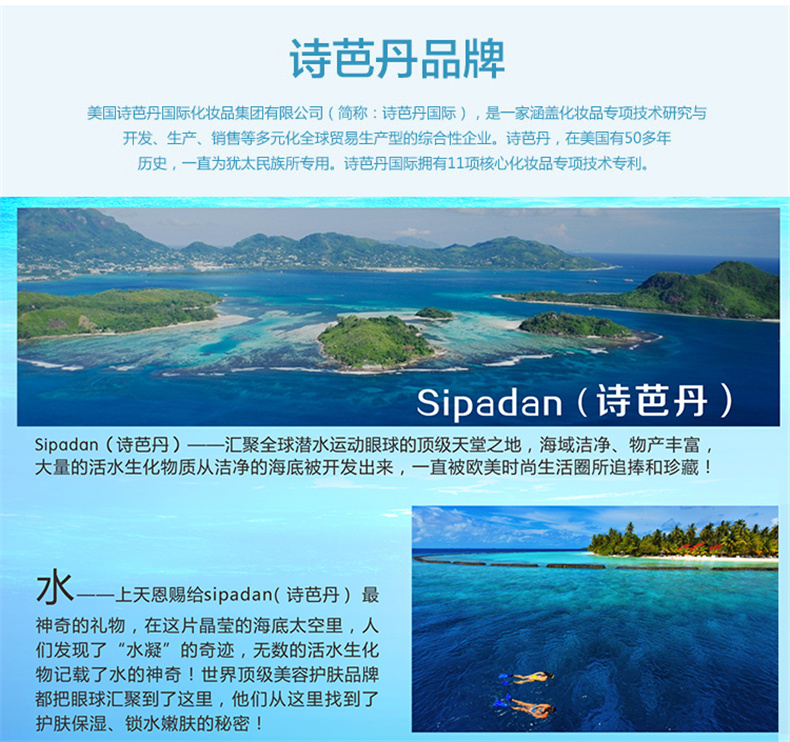 诗芭丹品牌
美国诗芭丹国际化妆品集团有限公司（简称：诗芭丹国际），是一家涵盖化妆品专项技术研究与
开发、生产、销售等多元化全球贸易生产型的综合性企业。诗芭丹，在美国有50多年
历史，一直为犹太民族所专用。诗芭丹国际拥有11项核心化妆品专项技术专利。
Sipadan（诗芭丹）
Sipadan（诗芭丹）——汇聚全球潜水运动眼球的顶级天堂之地，海域洁净、物产丰富，
大量的活水生化物质从洁净的海底被开发出来，一直被欧美时尚生活圈所追捧和珍藏！
水——上天恩赐给sipadan（诗芭丹）最
神奇的礼物，在这片晶莹的海底太空里，人
们发现了“水凝”的奇迹，无数的活水生化
物记载了水的神奇！世界顶级美容护肤品牌
都把眼球汇聚到了这里，他们从这里找到了
护肤保湿、锁水嫩肤的秘密！